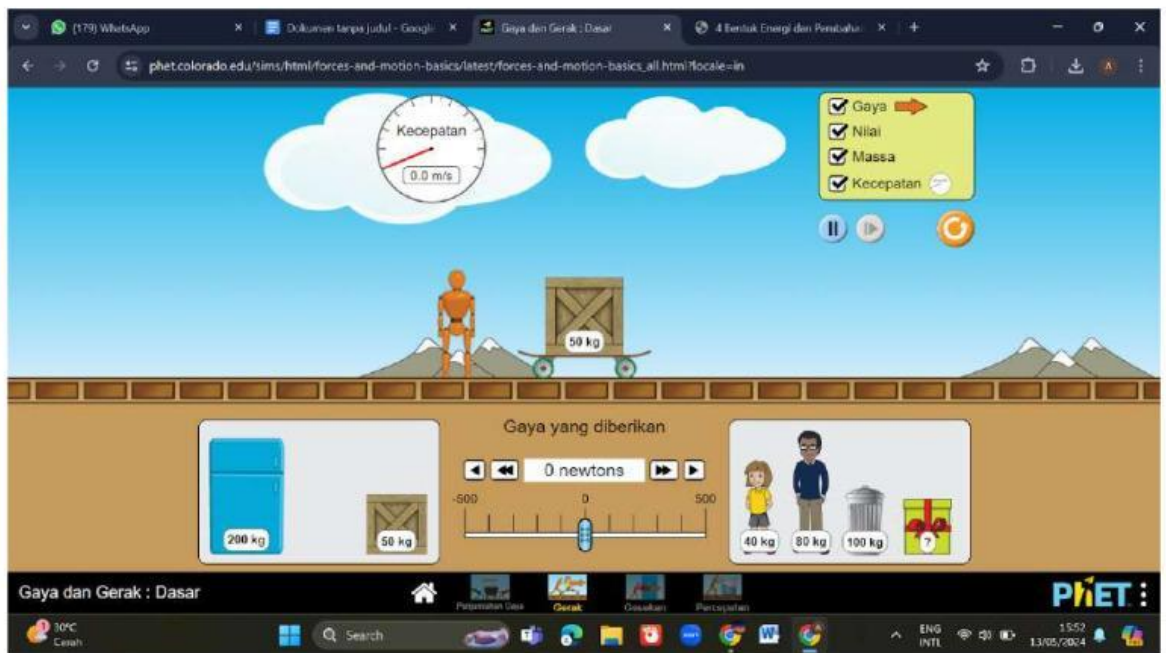 (179) WhatsApp
Dokumen tanpa judul - Google
Gaya dan Gerak : Dasar
4 Bentuk Energi dan Perubaha
phet.colorado.edu/sims/html/forces-and-motion-basics/latest/forces-and-motion-basics_all.html?locale=in
Kecepatan
0.0 m/s
Gaya
Nilai
Massa
Kecepatan
50 kg
Gaya yang diberikan
0 newtons
-500 0 500
200 kg
50 kg
40 kg
80 kg
100 kg
?
Gaya dan Gerak : Dasar
Gerak
Gesekan
Percepatan
PhET
30°C
Cerah
Search
ENG
INTL
15:52
13/05/2024